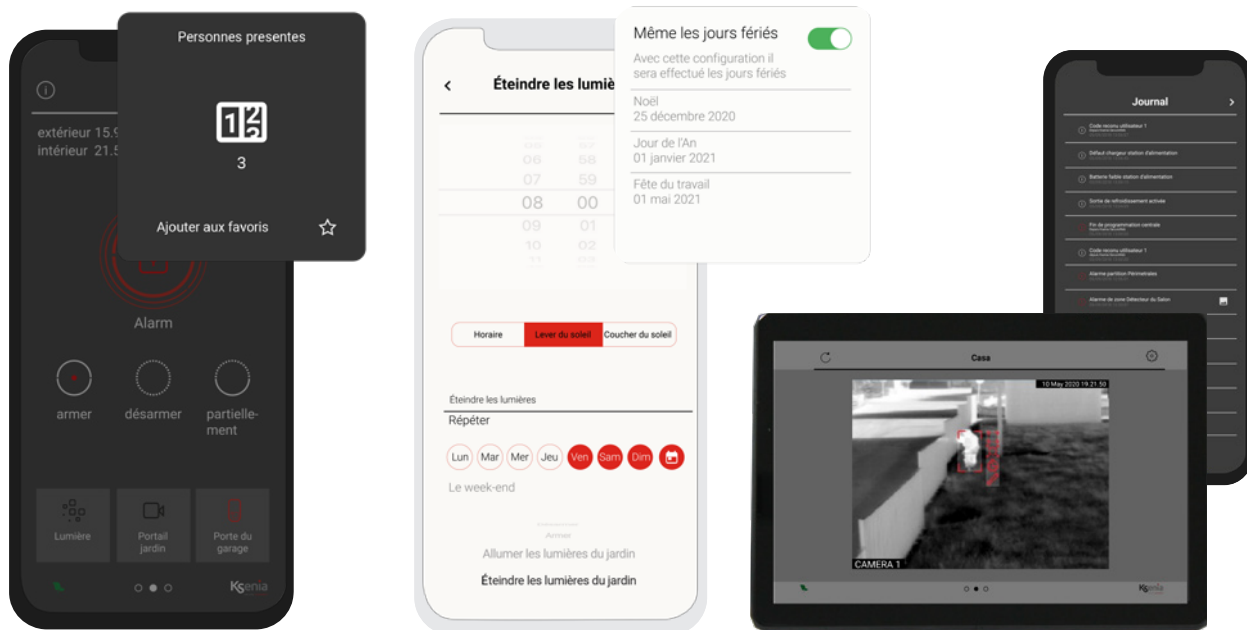 Personnes presentes
3
Ajouter aux favoris
extérieur 15.9
intérieur 21.5
Alarm
armer
désarmer
partielle-
ment
Lumière
Portail
jardin
Porte du
garage
Ksenia
Éteindre les lumiè
06 58
07 59
08 00
09 01
10 02
11 03
Horaire
Lever du soleil
Coucher du soleil
Éteindre les lumières
Répéter
Lun Mar Mer Jeu Ven Sam Dim
Le week-end
Armer
Allumer les lumières du jardin
Éteindre les lumières du jardin
Même les jours fériés
Avec cette configuration il
sera effectué les jours fériés
Noël
25 décembre 2020
Jour de l'An
01 janvier 2021
Fête du travail
01 mai 2021
Journal
Code reconu utilisateur 1
Défaut chargeur station d'alimentation
Batterie faible station d'alimentation
Sortie de refroidissement activée
Fin de programmation centrale
Code reconu utilisateur 1
Alarme partition Périmetrales
Alarme de zone Détecteur du Salon
Casa
10 May 2020 19:21:50
CAMERA 1
Ksenia